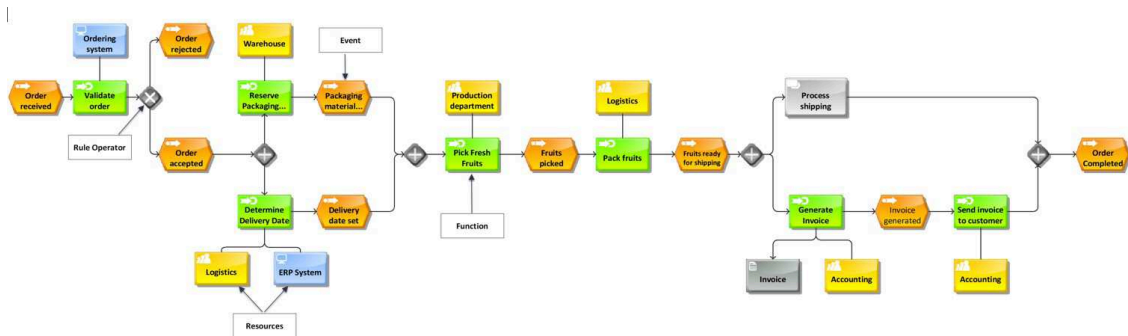 Ordering
system
Order
rejected
Order
received
Validate
order
Rule Operator
Order
accepted
Warehouse
Event
Reserve
Packaging...
Packaging
material...
Determine
Delivery Date
Delivery
date set
Logistics
ERP System
Resources
Production
department
Pick Fresh
Fruits
Function
Fruits
picked
Logistics
Pack fruits
Fruits ready
for shipping
Process
shipping
Generate
Invoice
Invoice
generated
Send invoice
to customer
Invoice
Accounting
Accounting
Order
Completed